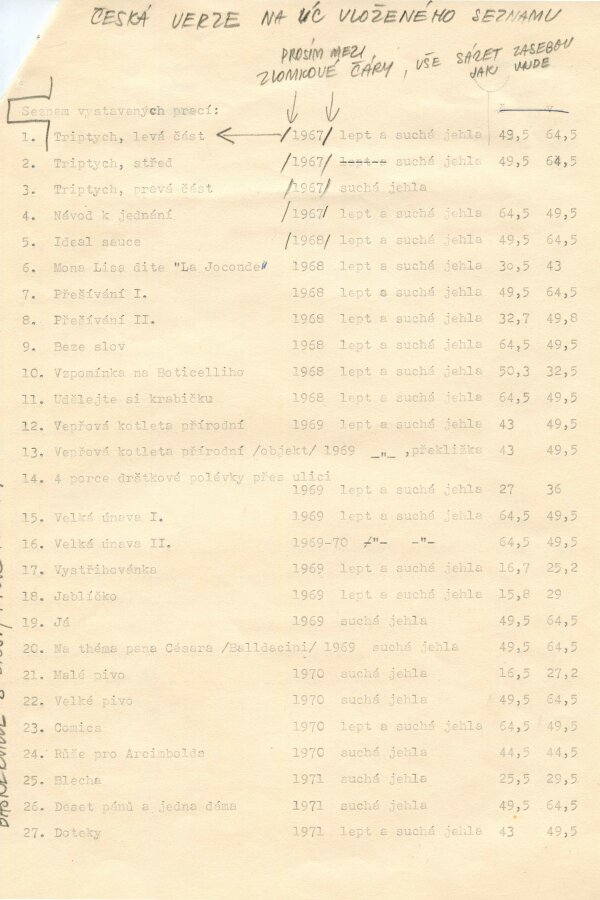 ČESKÁ VERZE NA ÚC VLOŽENÉHO SEZNAMU
PROSÍM MEZI
ZLOMKOVÉ ČÁRY, VŠE SÁZET ZASEBOU
JAKO VNDE
Seznam vystavených prací: š v
1. Triptych, levá část /1967/ lept a suchá jehla 49,5 64,5
2. Triptych, střed /1967/ lept a suchá jehla 49,5 64,5
3. Triptych, pravá část /1967/ suchá jehla
4. Návod k jednání /1967/ lept a suchá jehla 64,5 49,5
5. Ideal sauce /1968/ lept a suchá jehla 49,5 64,5
6. Mona Lisa dite "La Joconde" 1968 lept a suchá jehla 30,5 43
7. Přešívání I. 1968 lept a suchá jehla 49,5 64,5
8. Přešívání II. 1968 lept a suchá jehla 32,7 49,8
9. Beze slov 1968 lept a suchá jehla 64,5 49,5
10. Vzpomínka na Boticelliho 1968 lept a suchá jehla 50,3 32,5
11. Udělejte si krabičku 1968 lept a suchá jehla 64,5 49,5
12. Vepřová kotleta přírodní 1969 lept a suchá jehla 43 49,5
13. Vepřová kotleta přírodní /objekt/ 1969 _"_ ,překližka 43 49,5
14. 4 porce drštkové polévky přes ulici
1969 lept a suchá jehla 27 36
15. Velká únava I. 1969 lept a suchá jehla 64,5 49,5
16. Velká únava II. 1969-70 -"- -"- 64,5 49,5
17. Vystřihovánka 1969 lept a suchá jehla 16,7 25,2
18. Jablíčko 1969 lept a suchá jehla 15,8 29
19. Já 1969 suchá jehla 49,5 64,5
20. Na théma pana Césara /Balldacini/ 1969 suchá jehla 49,5 64,5
21. Malé pivo 1970 suchá jehla 16,5 27,2
22. Velké pivo 1970 suchá jehla 49,5 64,5
23. Comics 1970 lept a suchá jehla 64,5 49,5
24. Růže pro Arcimbolda 1970 suchá jehla 44,5 44,5
25. Blecha 1971 suchá jehla 25,5 29,5
26. Deset pánů a jedna dáma 1971 suchá jehla 49,5 64,5
27. Doteky 1971 lept a suchá jehla 43 49,5